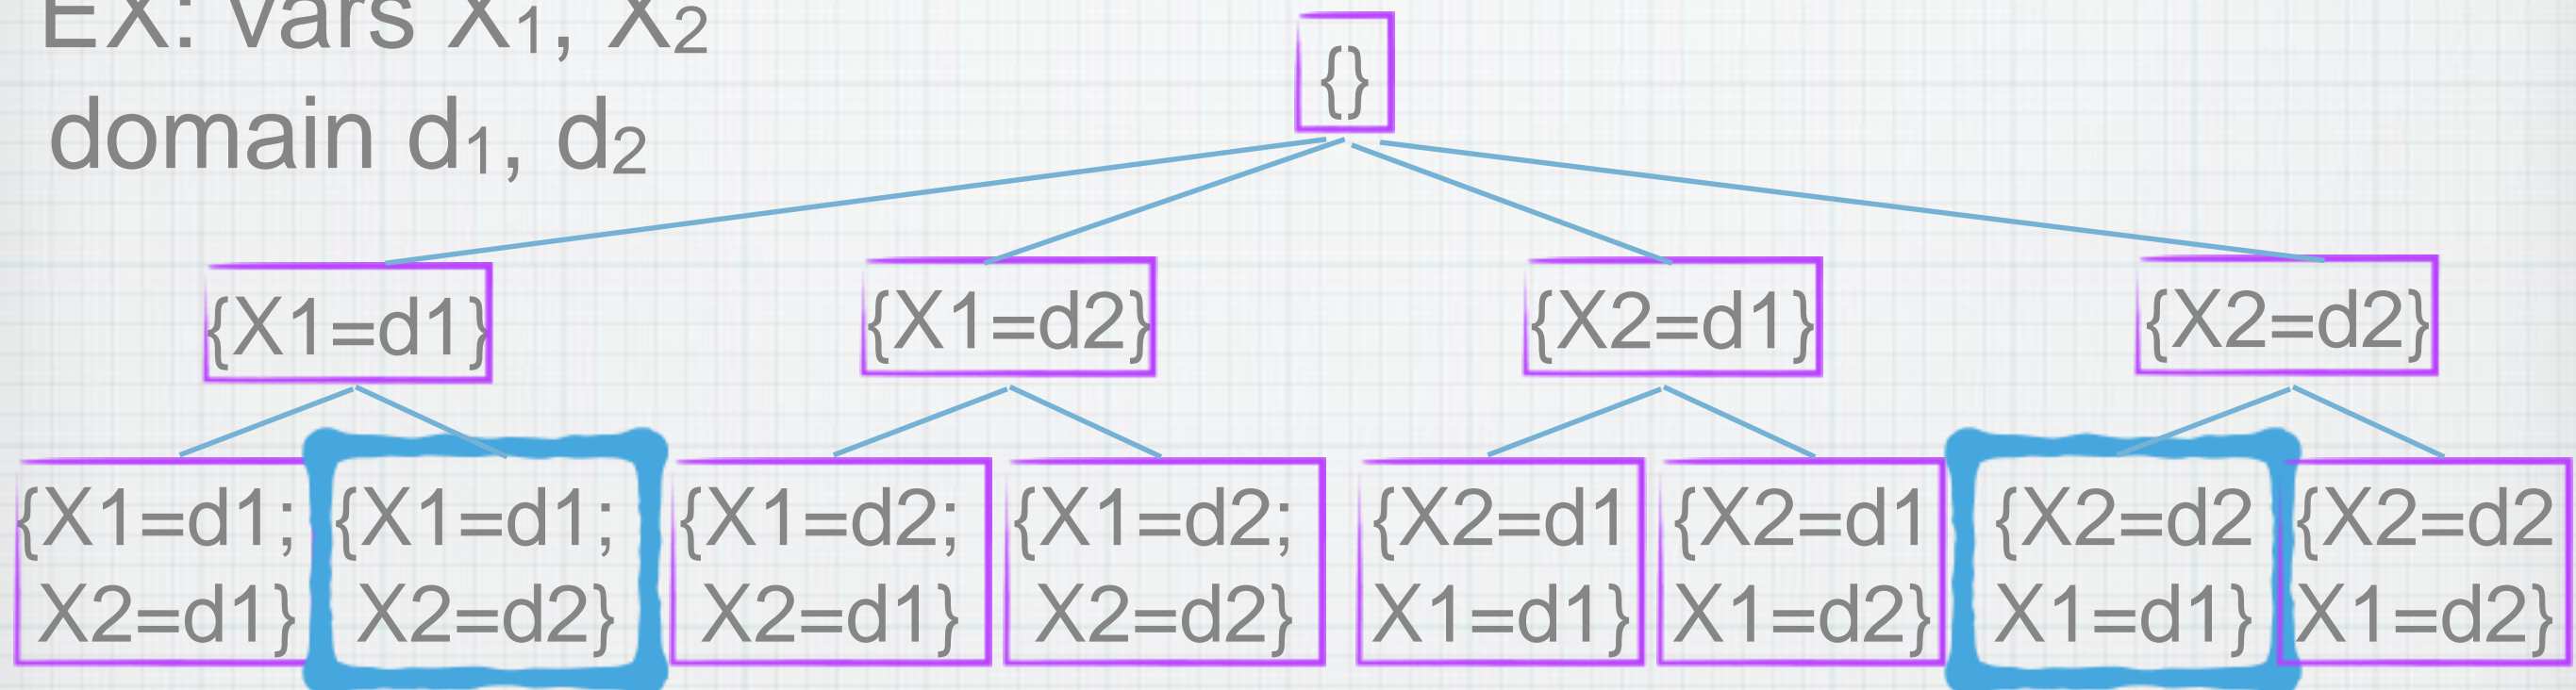 EX: vars X₁, X₂
domain d₁, d₂
{}
{X1=d1}
{X1=d2}
{X2=d1}
{X2=d2}
{X1=d1;
X2=d1}
{X1=d1;
X2=d2}
{X1=d2;
X2=d1}
{X1=d2;
X2=d2}
{X2=d1
X1=d1}
{X2=d1
X1=d2}
{X2=d2
X1=d1}
{X2=d2
X1=d2}